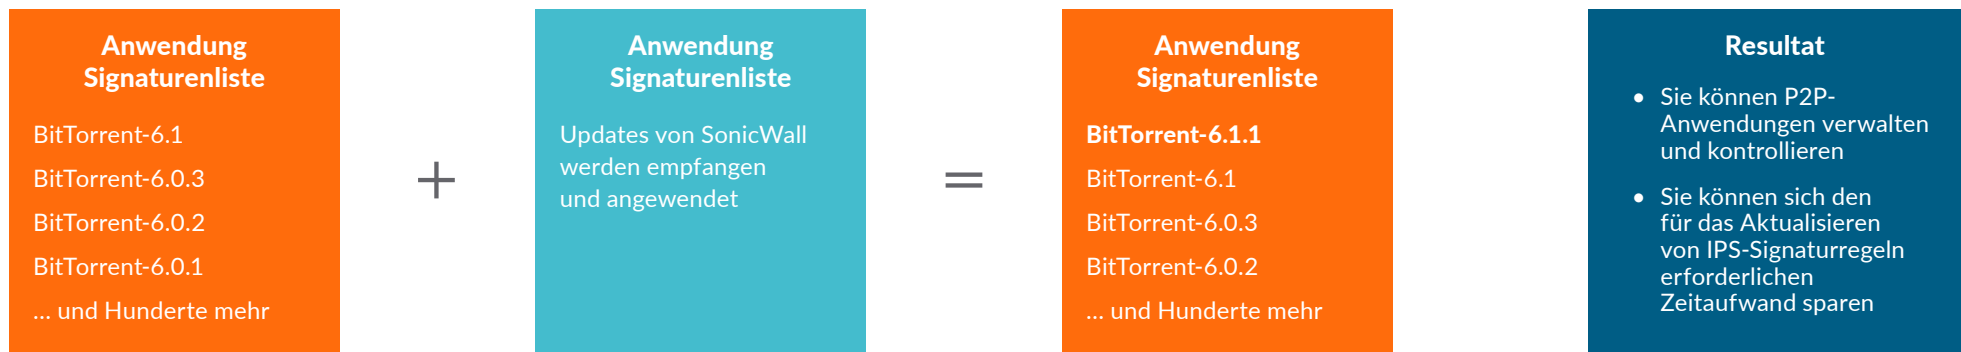 Anwendung
Signaturenliste
BitTorrent-6.1
BitTorrent-6.0.3
BitTorrent-6.0.2
BitTorrent-6.0.1
... und Hunderte mehr
+
Anwendung
Signaturenliste
Updates von SonicWall
werden empfangen
und angewendet
=
Anwendung
Signaturenliste
BitTorrent-6.1.1
BitTorrent-6.1
BitTorrent-6.0.3
BitTorrent-6.0.2
... und Hunderte mehr
Resultat
• Sie können P2P-
Anwendungen verwalten
und kontrollieren
• Sie können sich den
für das Aktualisieren
von IPS-Signaturregeln
erforderlichen
Zeitaufwand sparen